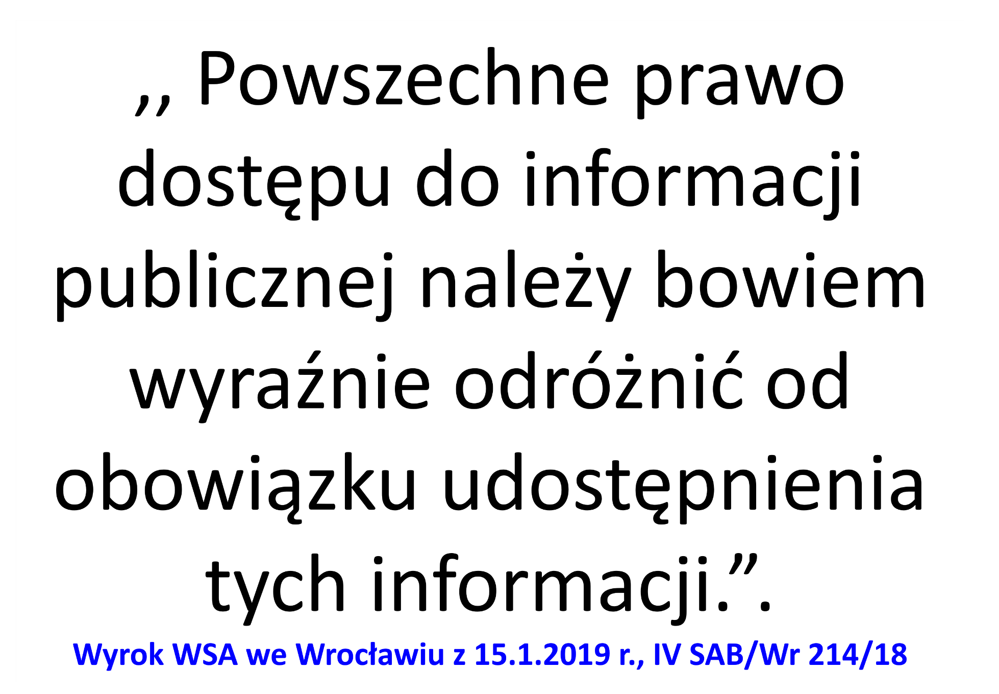 ,, Powszechne prawo
dostępu do informacji
publicznej należy bowiem
wyraźnie odróżnić od
obowiązku udostępnienia
tych informacji.”.
Wyrok WSA we Wrocławiu z 15.1.2019 r., IV SAB/Wr 214/18